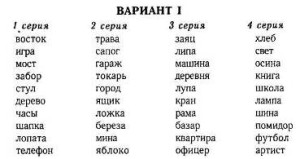 ВАРИАНТ I
1 серия 2 серия 3 серия 4 серия
восток трава заяц хлеб
игра сапог липа свет
мост гараж машина осина
забор токарь деревня книга
стул город лупа школа
дерево ящик кран лампа
часы ложка рама шина
шапка береза базар помидор
лопата мина квартира футбол
телефон яблоко офицер артист